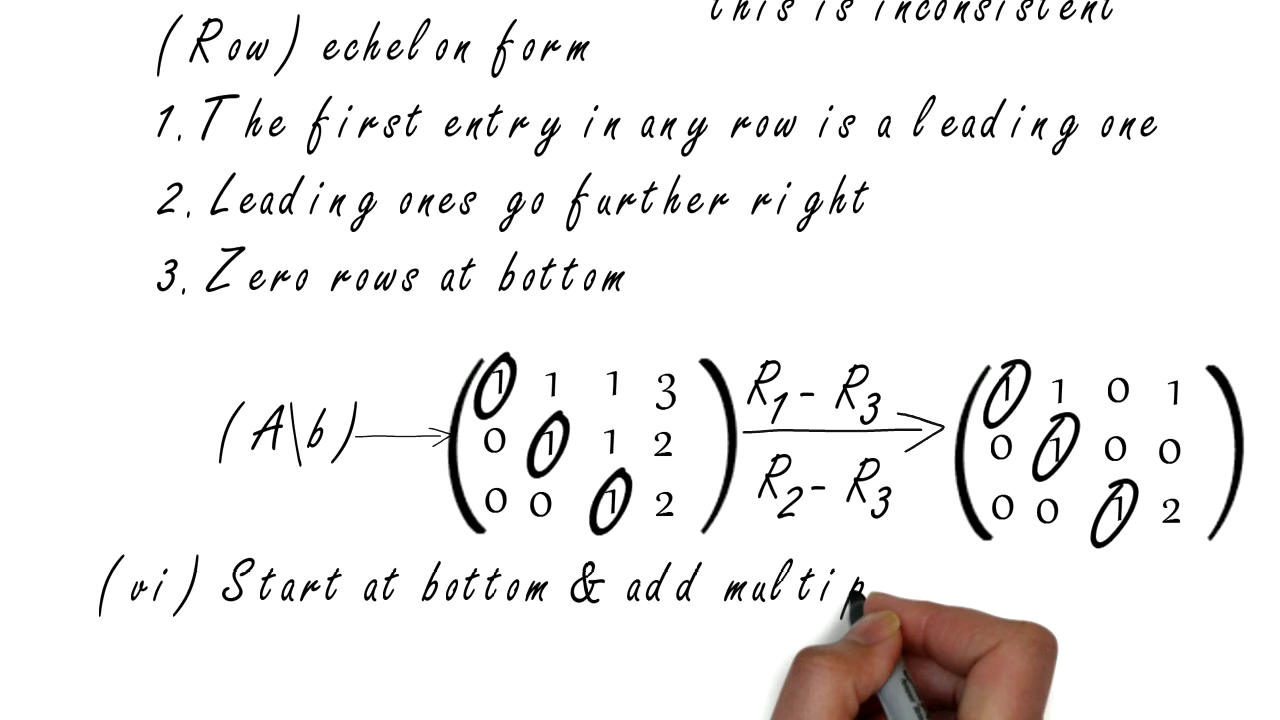 this is inconsistent
(Row) echelon form
1. The first entry in any row is a leading one
2. Leading ones go further right
3. Zero rows at bottom
(A\b) → ( 1 1 1 3 R1 - R3 ( 1 1 0 1
0 1 1 2 ) → 0 1 0 0 )
0 0 1 2 R2 - R3 0 0 1 2
(vi) Start at bottom & add multip